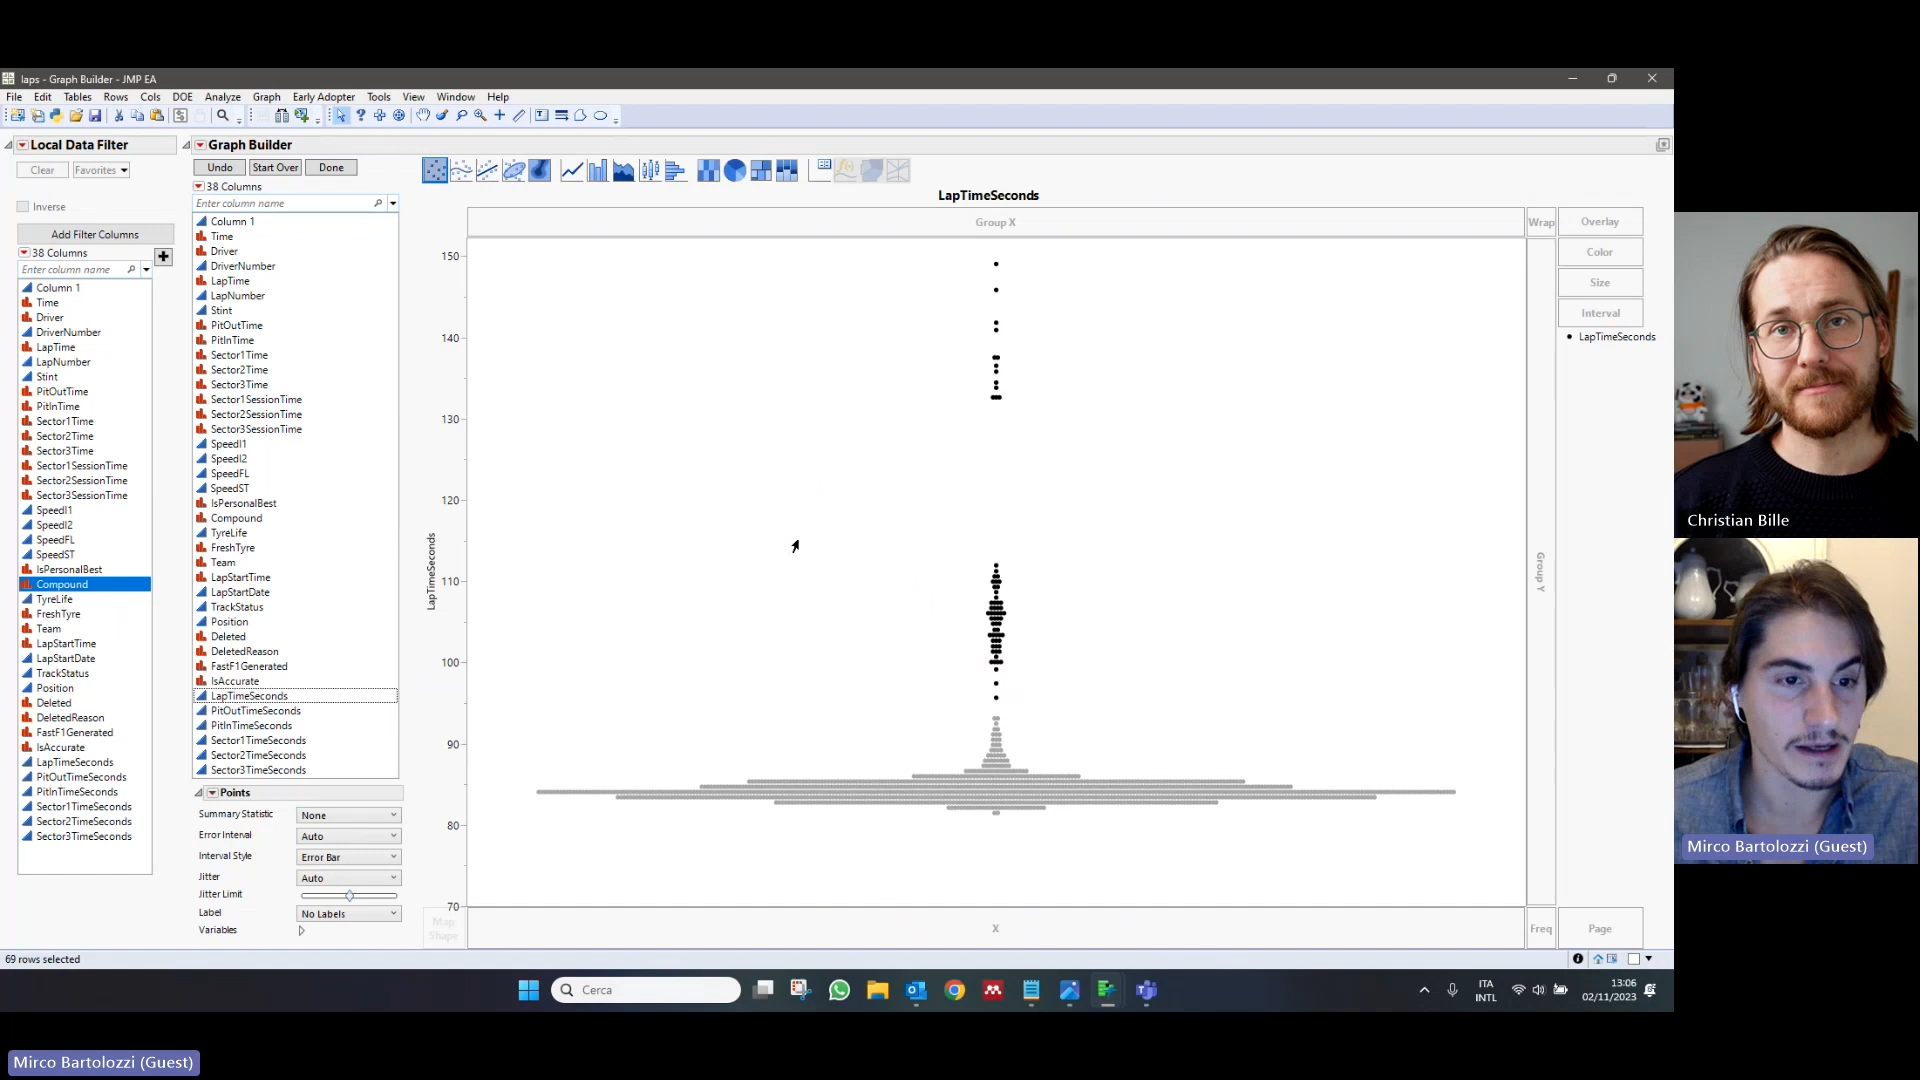 laps - Graph Builder - JMP EA
File Edit Tables Rows Cols DOE Analyze Graph Early Adopter Tools View Window Help
Local Data Filter
Clear Favorites
Inverse
Add Filter Columns
38 Columns
Enter column name
Column 1
Time
Driver
DriverNumber
LapTime
LapNumber
Stint
PitOutTime
PitInTime
Sector1Time
Sector2Time
Sector3Time
Sector1SessionTime
Sector2SessionTime
Sector3SessionTime
SpeedI1
SpeedI2
SpeedFL
SpeedST
IsPersonalBest
Compound
TyreLife
FreshTyre
Team
LapStartTime
LapStartDate
TrackStatus
Position
Deleted
DeletedReason
FastF1Generated
IsAccurate
LapTimeSeconds
PitOutTimeSeconds
PitInTimeSeconds
Sector1TimeSeconds
Sector2TimeSeconds
Sector3TimeSeconds
Graph Builder
Undo Start Over Done
38 Columns
Enter column name
Column 1
Time
Driver
DriverNumber
LapTime
LapNumber
Stint
PitOutTime
PitInTime
Sector1Time
Sector2Time
Sector3Time
Sector1SessionTime
Sector2SessionTime
Sector3SessionTime
SpeedI1
SpeedI2
SpeedFL
SpeedST
IsPersonalBest
Compound
TyreLife
FreshTyre
Team
LapStartTime
LapStartDate
TrackStatus
Position
Deleted
DeletedReason
FastF1Generated
IsAccurate
LapTimeSeconds
PitOutTimeSeconds
PitInTimeSeconds
Sector1TimeSeconds
Sector2TimeSeconds
Sector3TimeSeconds
Points
Summary Statistic None
Error Interval Auto
Interval Style Error Bar
Jitter Auto
Jitter Limit
Label No Labels
Variables
LapTimeSeconds
Group X
Wrap
Overlay
Color
Size
Interval
LapTimeSeconds
150
140
130
120
110
100
90
80
70
LapTimeSeconds
Group Y
Map
Shape
X
Freq
Page
69 rows selected
Cerca
ITA
INTL
13:06
02/11/2023
Christian Bille
Mirco Bartolozzi (Guest)
Mirco Bartolozzi (Guest)